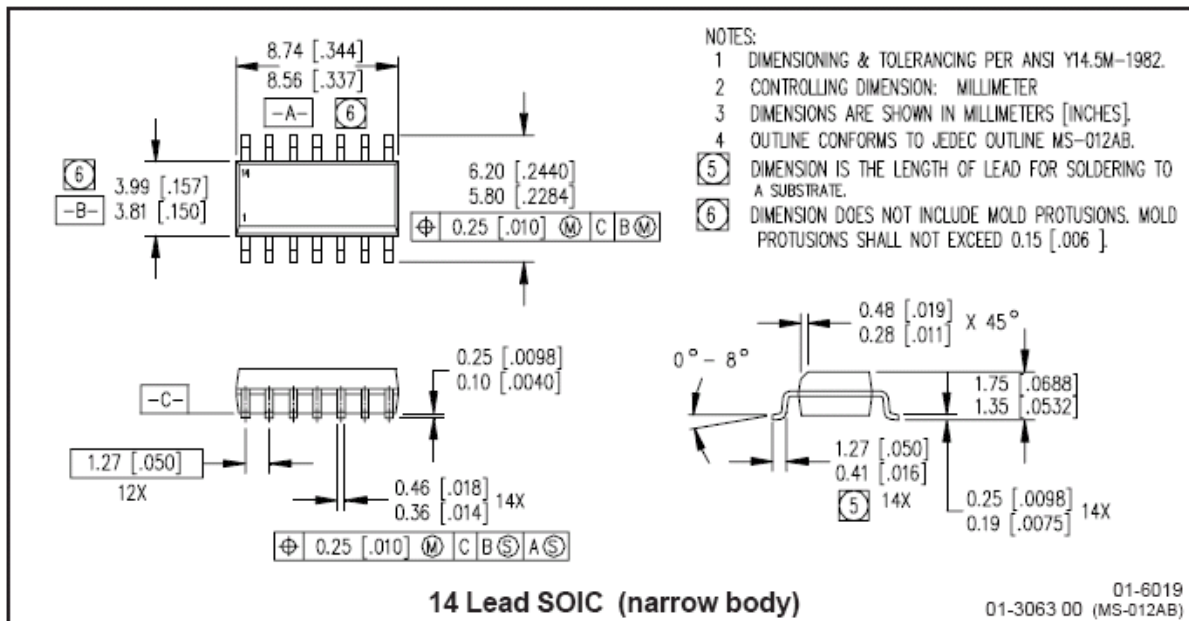 8.74 [.344]
8.56 [.337]
-A- 6
6
3.99 [.157]
3.81 [.150]
-B-
14
1
6.20 [.2440]
5.80 [.2284]
⌖ 0.25 [.010] Ⓜ C B Ⓜ
NOTES:
1 DIMENSIONING & TOLERANCING PER ANSI Y14.5M-1982.
2 CONTROLLING DIMENSION: MILLIMETER
3 DIMENSIONS ARE SHOWN IN MILLIMETERS [INCHES].
4 OUTLINE CONFORMS TO JEDEC OUTLINE MS-012AB.
5 DIMENSION IS THE LENGTH OF LEAD FOR SOLDERING TO
A SUBSTRATE.
6 DIMENSION DOES NOT INCLUDE MOLD PROTUSIONS. MOLD
PROTUSIONS SHALL NOT EXCEED 0.15 [.006 ].
-C-
0.25 [.0098]
0.10 [.0040]
1.27 [.050]
12X
0.46 [.018]
0.36 [.014] 14X
⌖ 0.25 [.010] Ⓜ C B Ⓢ A Ⓢ
0.48 [.019]
0.28 [.011] X 45°
0°- 8°
1.75 [.0688]
1.35 [.0532]
1.27 [.050]
0.41 [.016]
5 14X
0.25 [.0098]
0.19 [.0075] 14X
14 Lead SOIC (narrow body)
01-6019
01-3063 00 (MS-012AB)